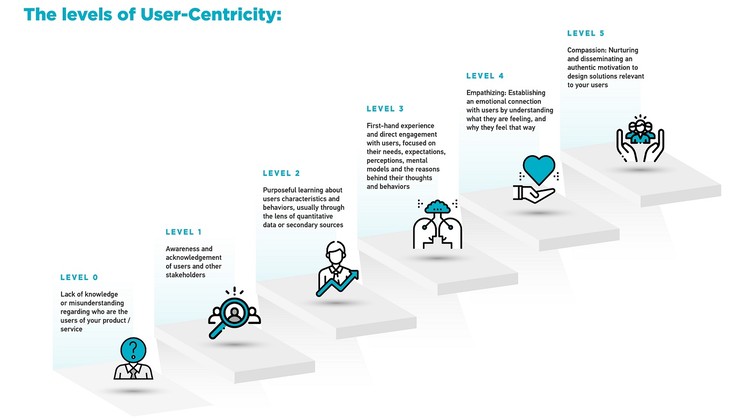 The levels of User-Centricity:
LEVEL 0
Lack of knowledge
or misunderstanding
regarding who are the
users of your product /
service
LEVEL 1
Awareness and
acknowledgement
of users and other
stakeholders
LEVEL 2
Purposeful learning about
users characteristics and
behaviors, usually through
the lens of quantitative
data or secondary sources
LEVEL 3
First-hand experience
and direct engagement
with users, focused on
their needs, expectations,
perceptions, mental
models and the reasons
behind their thoughts
and behaviors
LEVEL 4
Empathizing: Establishing
an emotional connection
with users by understanding
what they are feeling, and
why they feel that way
LEVEL 5
Compassion: Nurturing
and disseminating an
authentic motivation to
design solutions relevant
to your users
?